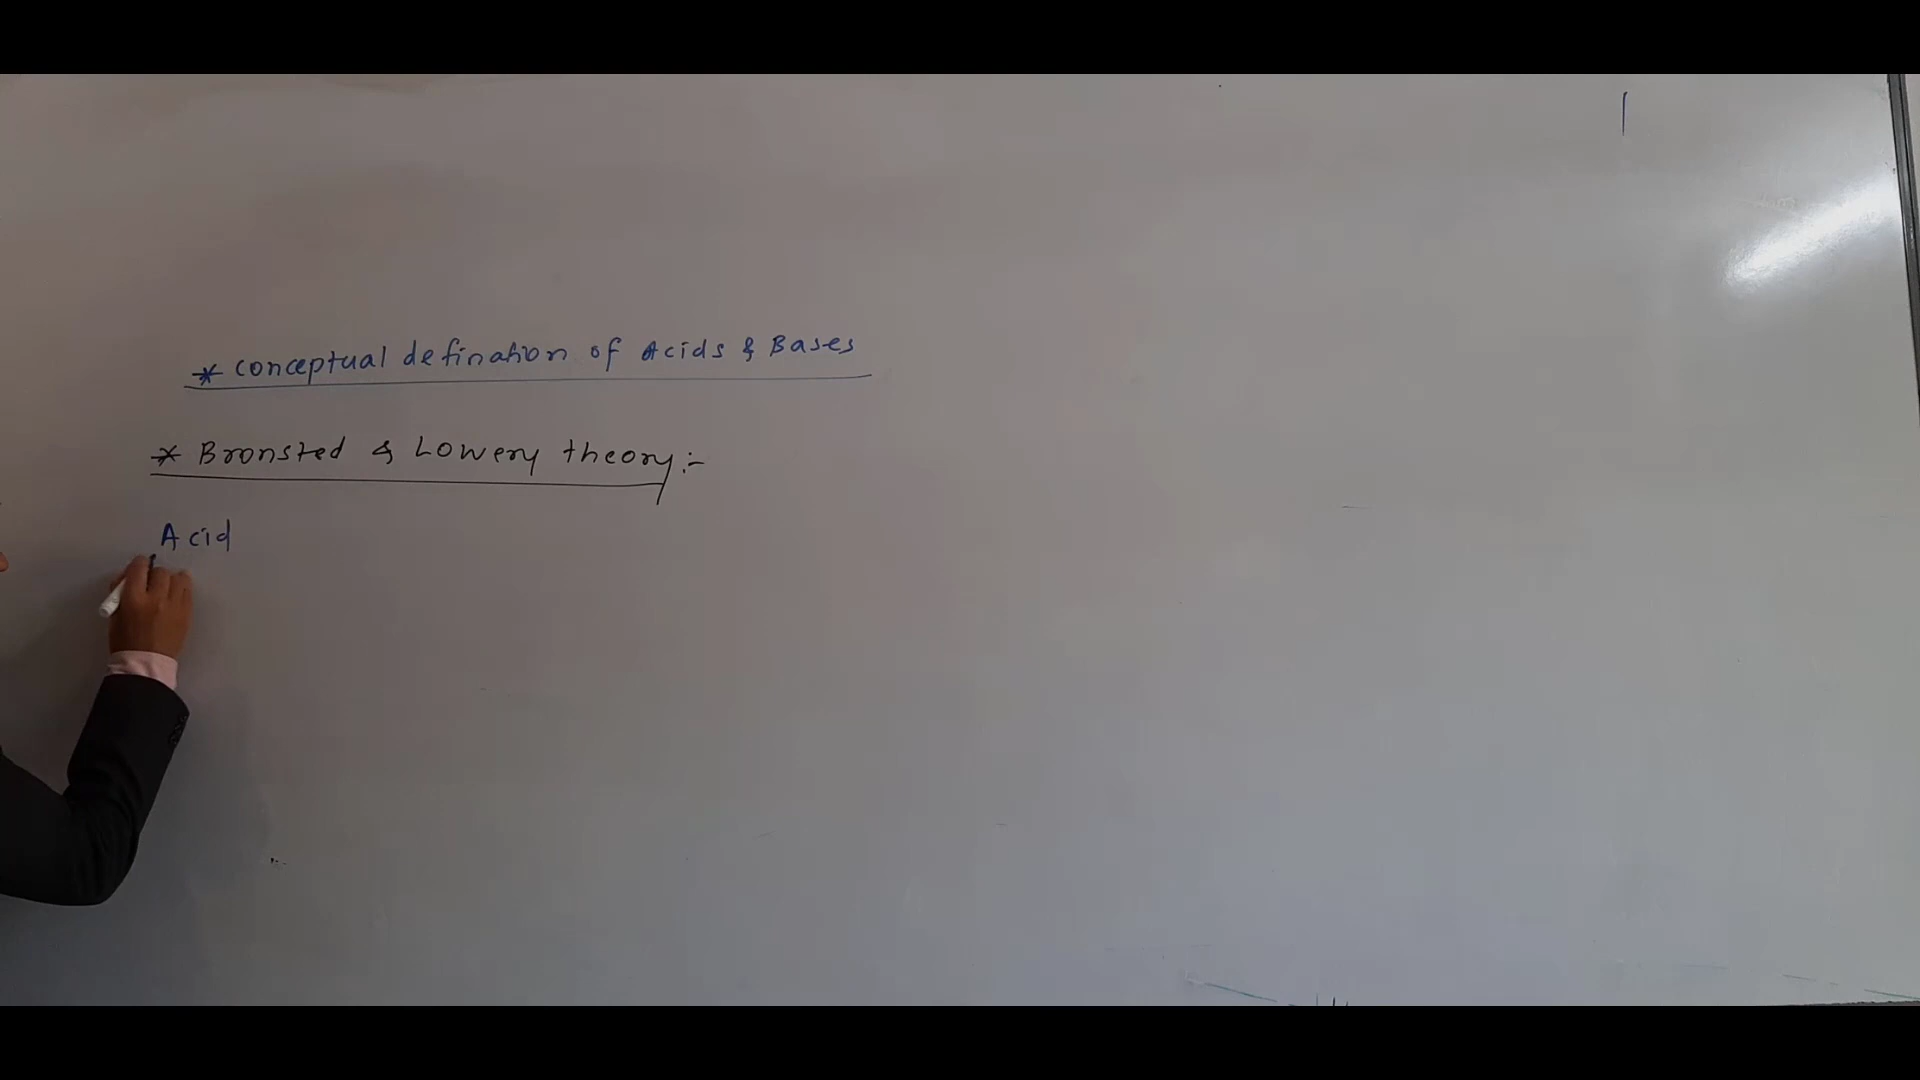 * Conceptual defination of Acids & Bases
* Bronsted & Lowery theory:-
Acid